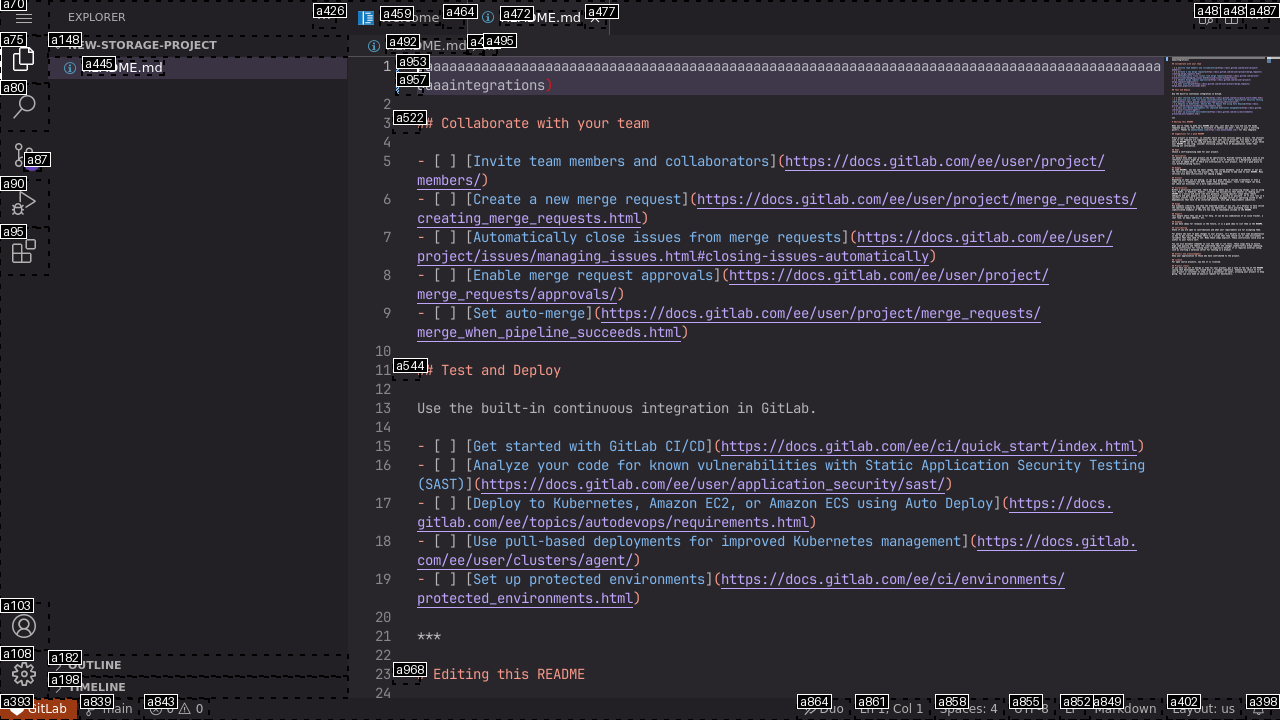 EXPLORER
NEW-STORAGE-PROJECT
.md
OUTLINE
TIMELINE
a70
a75
a80
a87
a90
a95
a103
a108
a148
a445
a182
a198
a426
a459
a464
a472
.md
a477
a487
a492
.md
a495
a953
a957
a522
a544
a968
1
aaaintegrations)
2
3 ## Collaborate with your team
4
5 - [ ] [Invite team members and collaborators](https://docs.gitlab.com/ee/user/project/
members/)
6 - [ ] [Create a new merge request](https://docs.gitlab.com/ee/user/project/merge_requests/
creating_merge_requests.html)
7 - [ ] [Automatically close issues from merge requests](https://docs.gitlab.com/ee/user/
project/issues/managing_issues.html#closing-issues-automatically)
8 - [ ] [Enable merge request approvals](https://docs.gitlab.com/ee/user/project/
merge_requests/approvals/)
9 - [ ] [Set auto-merge](https://docs.gitlab.com/ee/user/project/merge_requests/
merge_when_pipeline_succeeds.html)
10
11 ## Test and Deploy
12
13 Use the built-in continuous integration in GitLab.
14
15 - [ ] [Get started with GitLab CI/CD](https://docs.gitlab.com/ee/ci/quick_start/index.html)
16 - [ ] [Analyze your code for known vulnerabilities with Static Application Security Testing
(SAST)](https://docs.gitlab.com/ee/user/application_security/sast/)
17 - [ ] [Deploy to Kubernetes, Amazon EC2, or Amazon ECS using Auto Deploy](https://docs.
gitlab.com/ee/topics/autodevops/requirements.html)
18 - [ ] [Use pull-based deployments for improved Kubernetes management](https://docs.gitlab.
com/ee/user/clusters/agent/)
19 - [ ] [Set up protected environments](https://docs.gitlab.com/ee/ci/environments/
protected_environments.html)
20
21 ***
22
23 Editing this README
24
a393 a839 a843 a864 a861 a858 a855 a852 a849 a402 a398
GitLab main 0 0 Duo Ln 1, Col 1 Spaces: 4 Markdown Layout: us